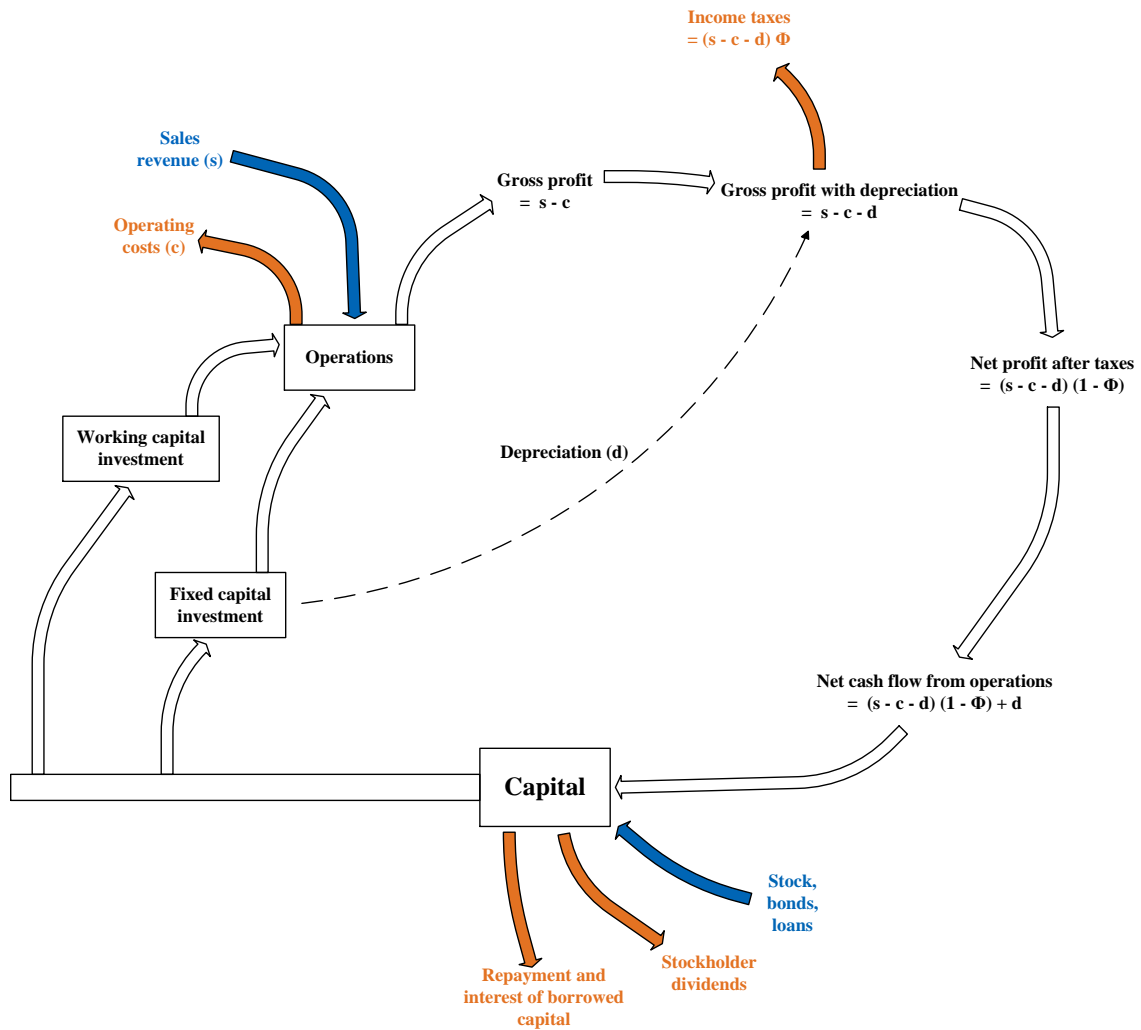 Income taxes
= (s - c - d) Φ
Sales
revenue (s)
Gross profit
= s - c
Gross profit with depreciation
= s - c - d
Operating
costs (c)
Operations
Net profit after taxes
= (s - c - d) (1 - Φ)
Working capital
investment
Depreciation (d)
Fixed capital
investment
Net cash flow from operations
= (s - c - d) (1 - Φ) + d
Capital
Stock,
bonds,
loans
Stockholder
dividends
Repayment and
interest of borrowed
capital